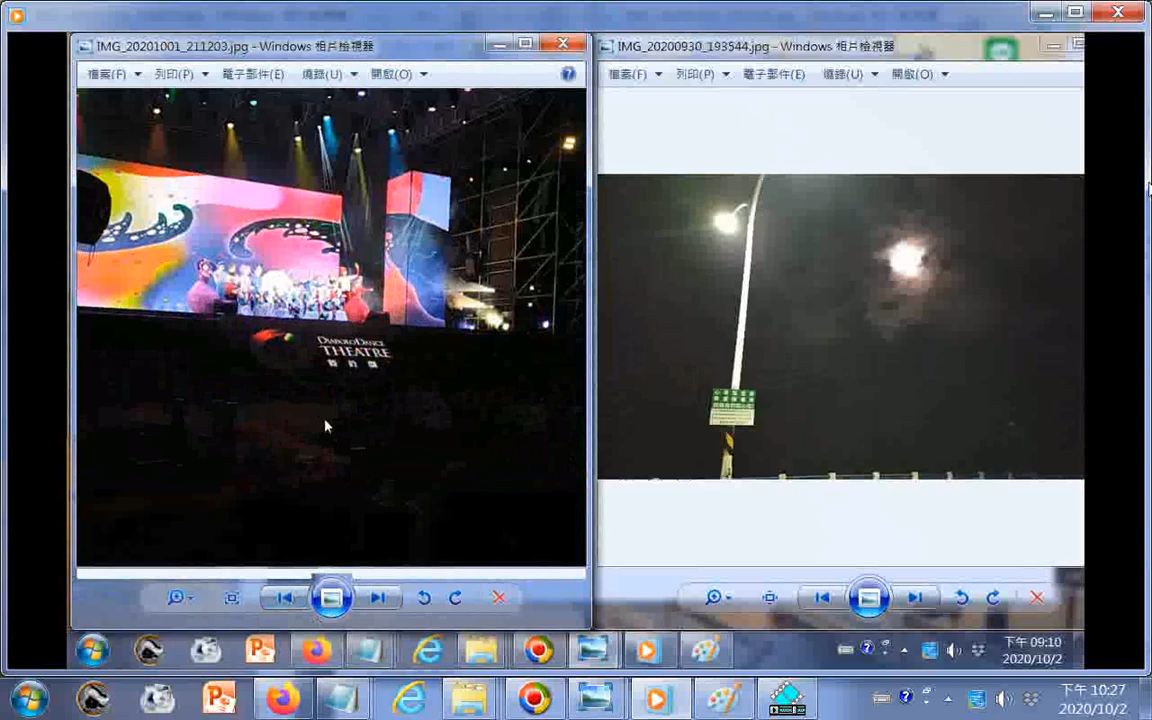 IMG_20201001_211203.jpg - Windows 相片檢視器
檔案(F) 列印(P) 電子郵件(E) 燒錄(U) 開啟(O)
DIABOLODANCE
THEATRE
IMG_20200930_193544.jpg - Windows 相片檢視器
檔案(F) 列印(P) 電子郵件(E) 燒錄(U) 開啟(O)
下午 09:10
2020/10/2
下午 10:27
2020/10/2